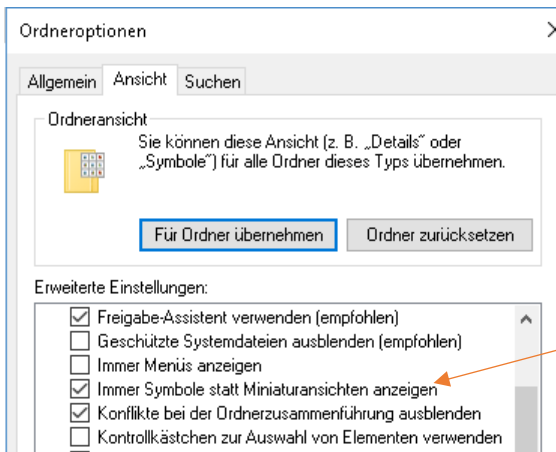 Ordneroptionen
Allgemein Ansicht Suchen
Ordneransicht
Sie können diese Ansicht (z. B. „Details“ oder
„Symbole“) für alle Ordner dieses Typs übernehmen.
Für Ordner übernehmen Ordner zurücksetzen
Erweiterte Einstellungen:
Freigabe-Assistent verwenden (empfohlen)
Geschützte Systemdateien ausblenden (empfohlen)
Immer Menüs anzeigen
Immer Symbole statt Miniaturansichten anzeigen
Konflikte bei der Ordnerzusammenführung ausblenden
Kontrollkästchen zur Auswahl von Elementen verwenden